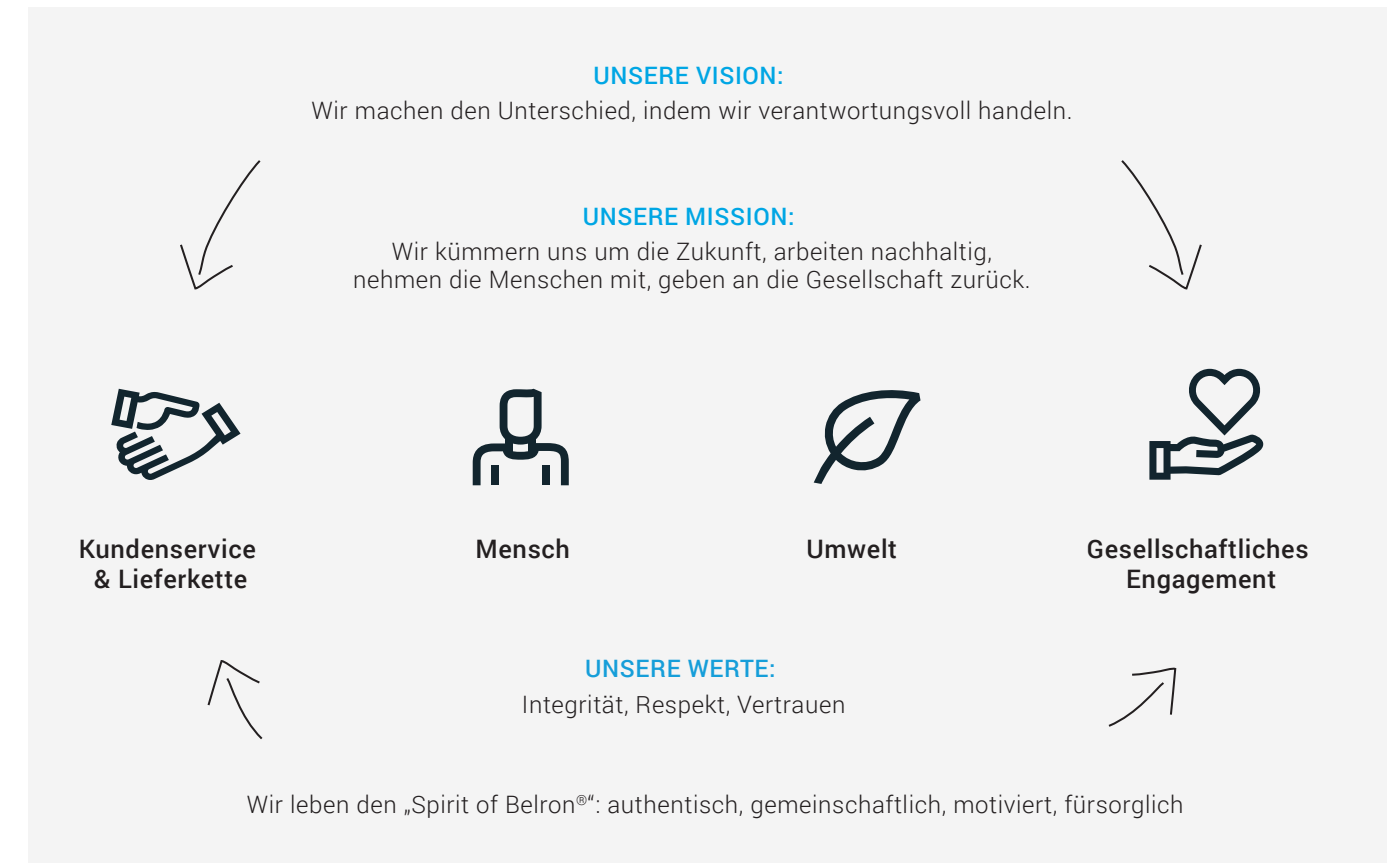 UNSERE VISION:
Wir machen den Unterschied, indem wir verantwortungsvoll handeln.
UNSERE MISSION:
Wir kümmern uns um die Zukunft, arbeiten nachhaltig,
nehmen die Menschen mit, geben an die Gesellschaft zurück.
Kundenservice
& Lieferkette
Mensch
Umwelt
Gesellschaftliches
Engagement
UNSERE WERTE:
Integrität, Respekt, Vertrauen
Wir leben den „Spirit of Belron®“: authentisch, gemeinschaftlich, motiviert, fürsorglich